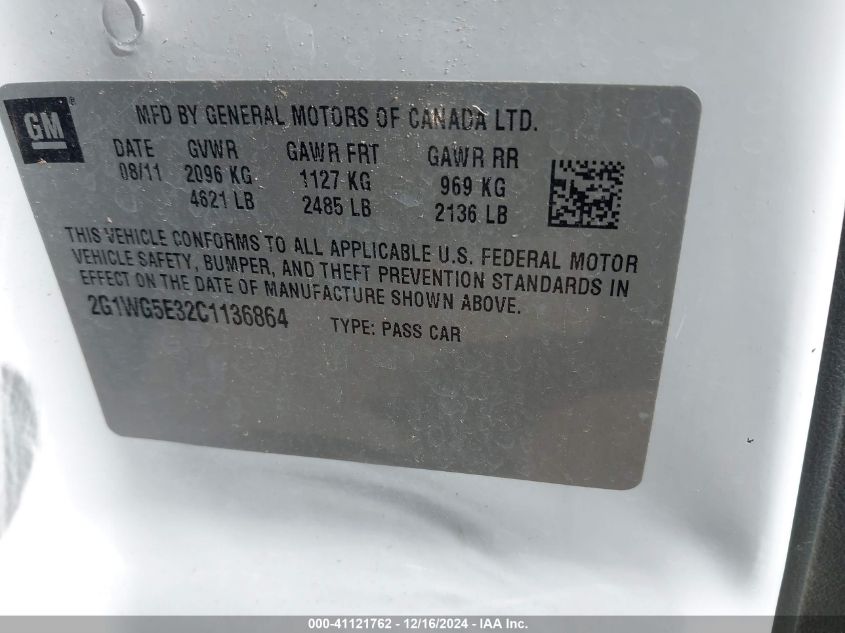 MFD BY GENERAL MOTORS OF CANADA LTD.
GM
DATE GVWR GAWR FRT GAWR RR
08/11 2096 KG 1127 KG 969 KG
4621 LB 2485 LB 2136 LB
THIS VEHICLE CONFORMS TO ALL APPLICABLE U.S. FEDERAL MOTOR
VEHICLE SAFETY, BUMPER, AND THEFT PREVENTION STANDARDS IN
EFFECT ON THE DATE OF MANUFACTURE SHOWN ABOVE.
2G1WG5E32C1136864 TYPE: PASS CAR
000-41121762 - 12/16/2024 - IAA Inc.